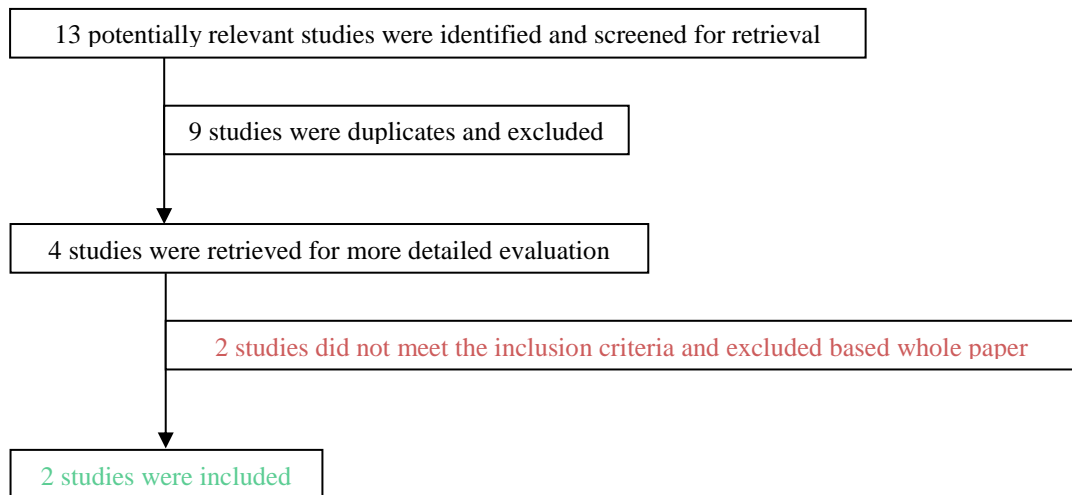 13 potentially relevant studies were identified and screened for retrieval
9 studies were duplicates and excluded
4 studies were retrieved for more detailed evaluation
2 studies did not meet the inclusion criteria and excluded based whole paper
2 studies were included